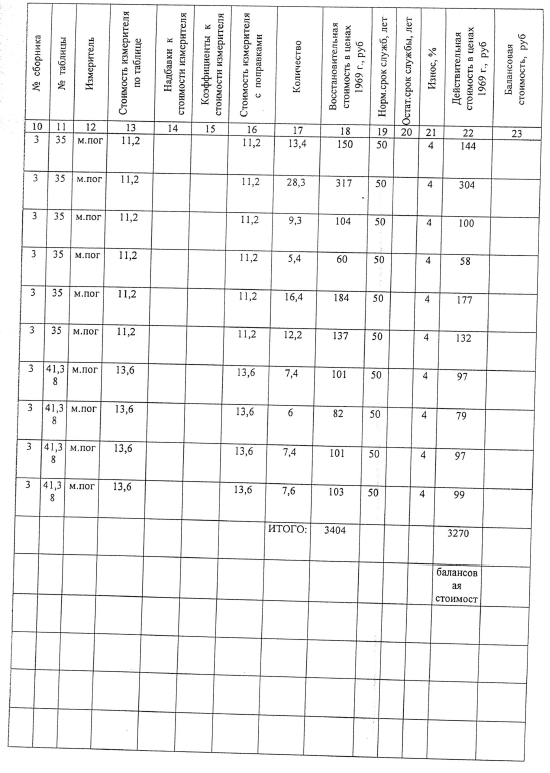 № сборника | № таблицы | Измеритель | Стоимость измерителя по таблице | Надбавки к стоимости измерителя | Коэффициенты к стоимости измерителя | Стоимость измерителя с поправками | Количество | Восстановительная стоимость в ценах 1969 г., руб | Норм.срок служб, лет | Остат.срок службы, лет | Износ, % | Действительная стоимость в ценах 1969 г., руб | Балансовая стоимость, руб
10 | 11 | 12 | 13 | 14 | 15 | 16 | 17 | 18 | 19 | 20 | 21 | 22 | 23
3 | 35 | м.пог | 11,2 | | | 11,2 | 13,4 | 150 | 50 | | 4 | 144 |
3 | 35 | м.пог | 11,2 | | | 11,2 | 28,3 | 317 | 50 | | 4 | 304 |
3 | 35 | м.пог | 11,2 | | | 11,2 | 9,3 | 104 | 50 | | 4 | 100 |
3 | 35 | м.пог | 11,2 | | | 11,2 | 5,4 | 60 | 50 | | 4 | 58 |
3 | 35 | м.пог | 11,2 | | | 11,2 | 16,4 | 184 | 50 | | 4 | 177 |
3 | 35 | м.пог | 11,2 | | | 11,2 | 12,2 | 137 | 50 | | 4 | 132 |
3 | 41,38 | м.пог | 13,6 | | | 13,6 | 7,4 | 101 | 50 | | 4 | 97 |
3 | 41,38 | м.пог | 13,6 | | | 13,6 | 6 | 82 | 50 | | 4 | 79 |
3 | 41,38 | м.пог | 13,6 | | | 13,6 | 7,4 | 101 | 50 | | 4 | 97 |
3 | 41,38 | м.пог | 13,6 | | | 13,6 | 7,6 | 103 | 50 | | 4 | 99 |
ИТОГО: | 3404 | | | | 3270 |
балансов
ая
стоимост